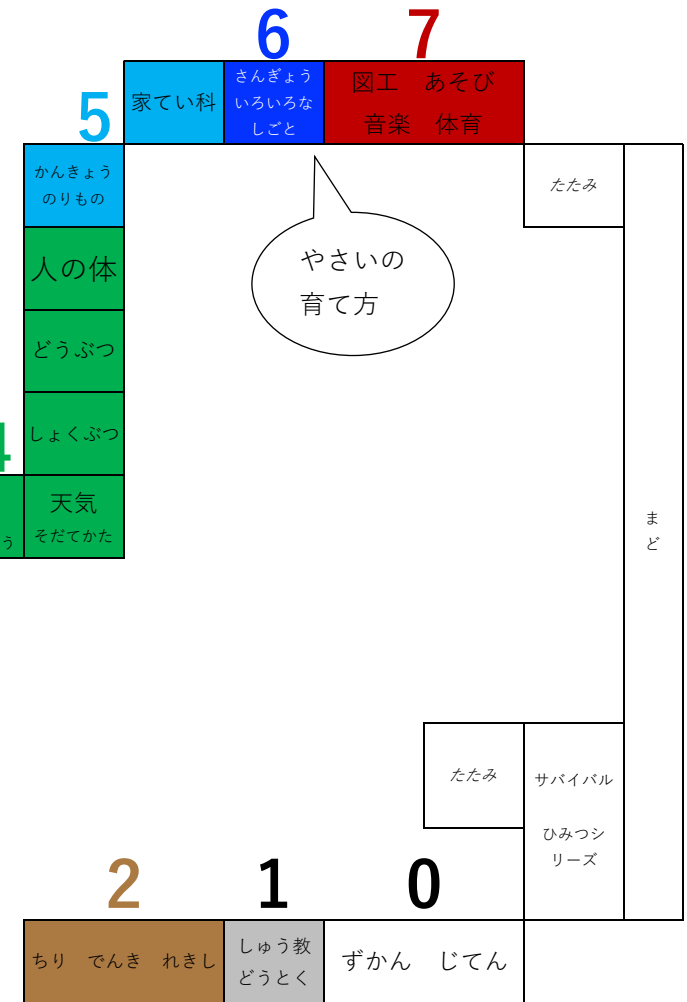 6
7
さんぎょう
いろいろな
しごと
図工　あそび
音楽　体育
5
家てい科
かんきょう
のりもの
たたみ
やさいの
育て方
人の体
どうぶつ
しょくぶつ
4
天気
そだてかた
う
ま
ど
たたみ
サバイバル
ひみつシ
リーズ
2
1
0
ちり　でんき　れきし
しゅう教
どうとく
ずかん　じてん